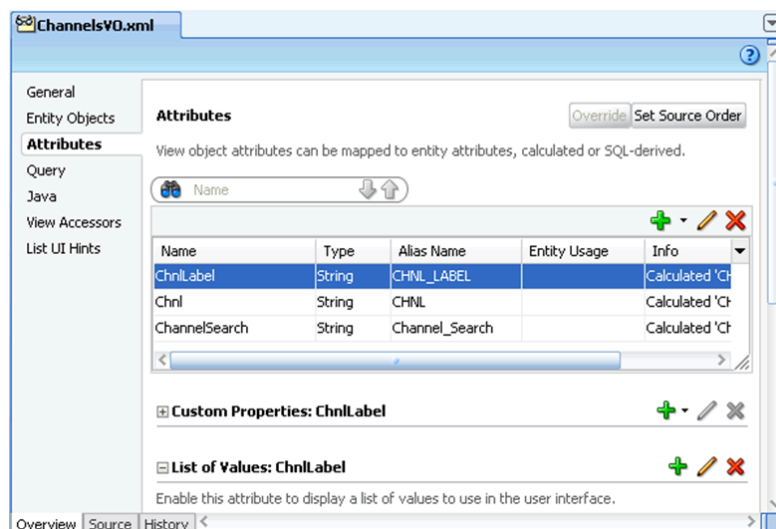 ChannelsVO.xml
General
Entity Objects
Attributes
Query
Java
View Accessors
List UI Hints
Attributes
Override Set Source Order
View object attributes can be mapped to entity attributes, calculated or SQL-derived.
Name
Name Type Alias Name Entity Usage Info
ChnlLabel String CHNL_LABEL Calculated 'CH
Chnl String CHNL Calculated 'CH
ChannelSearch String Channel_Search Calculated 'Ch
Custom Properties: ChnlLabel
List of Values: ChnlLabel
Enable this attribute to display a list of values to use in the user interface.
Overview Source History